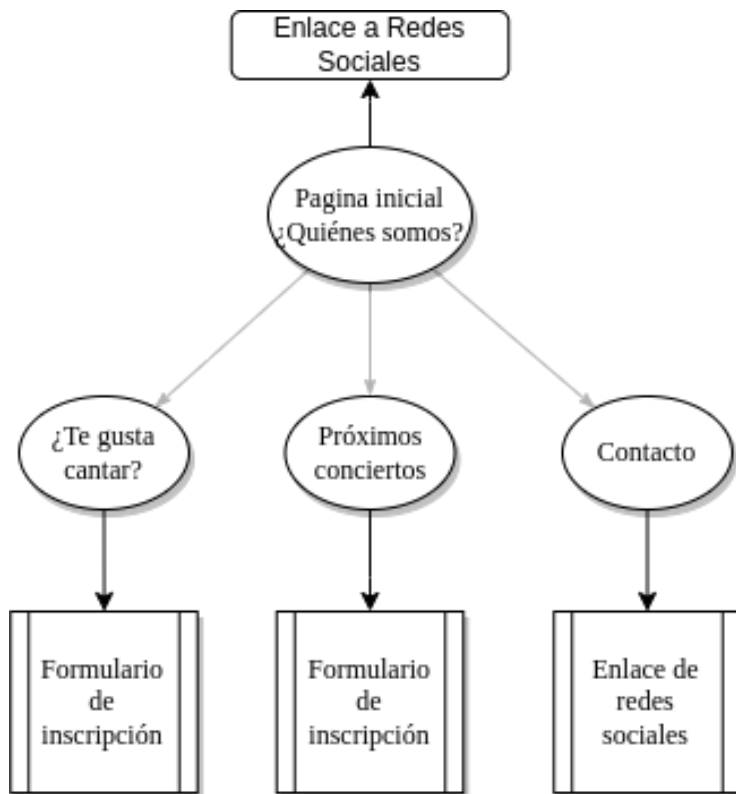 Enlace a Redes
Sociales
Pagina inicial
¿Quiénes somos?
¿Te gusta
cantar?
Próximos
conciertos
Contacto
Formulario
de
inscripción
Formulario
de
inscripción
Enlace de
redes
sociales